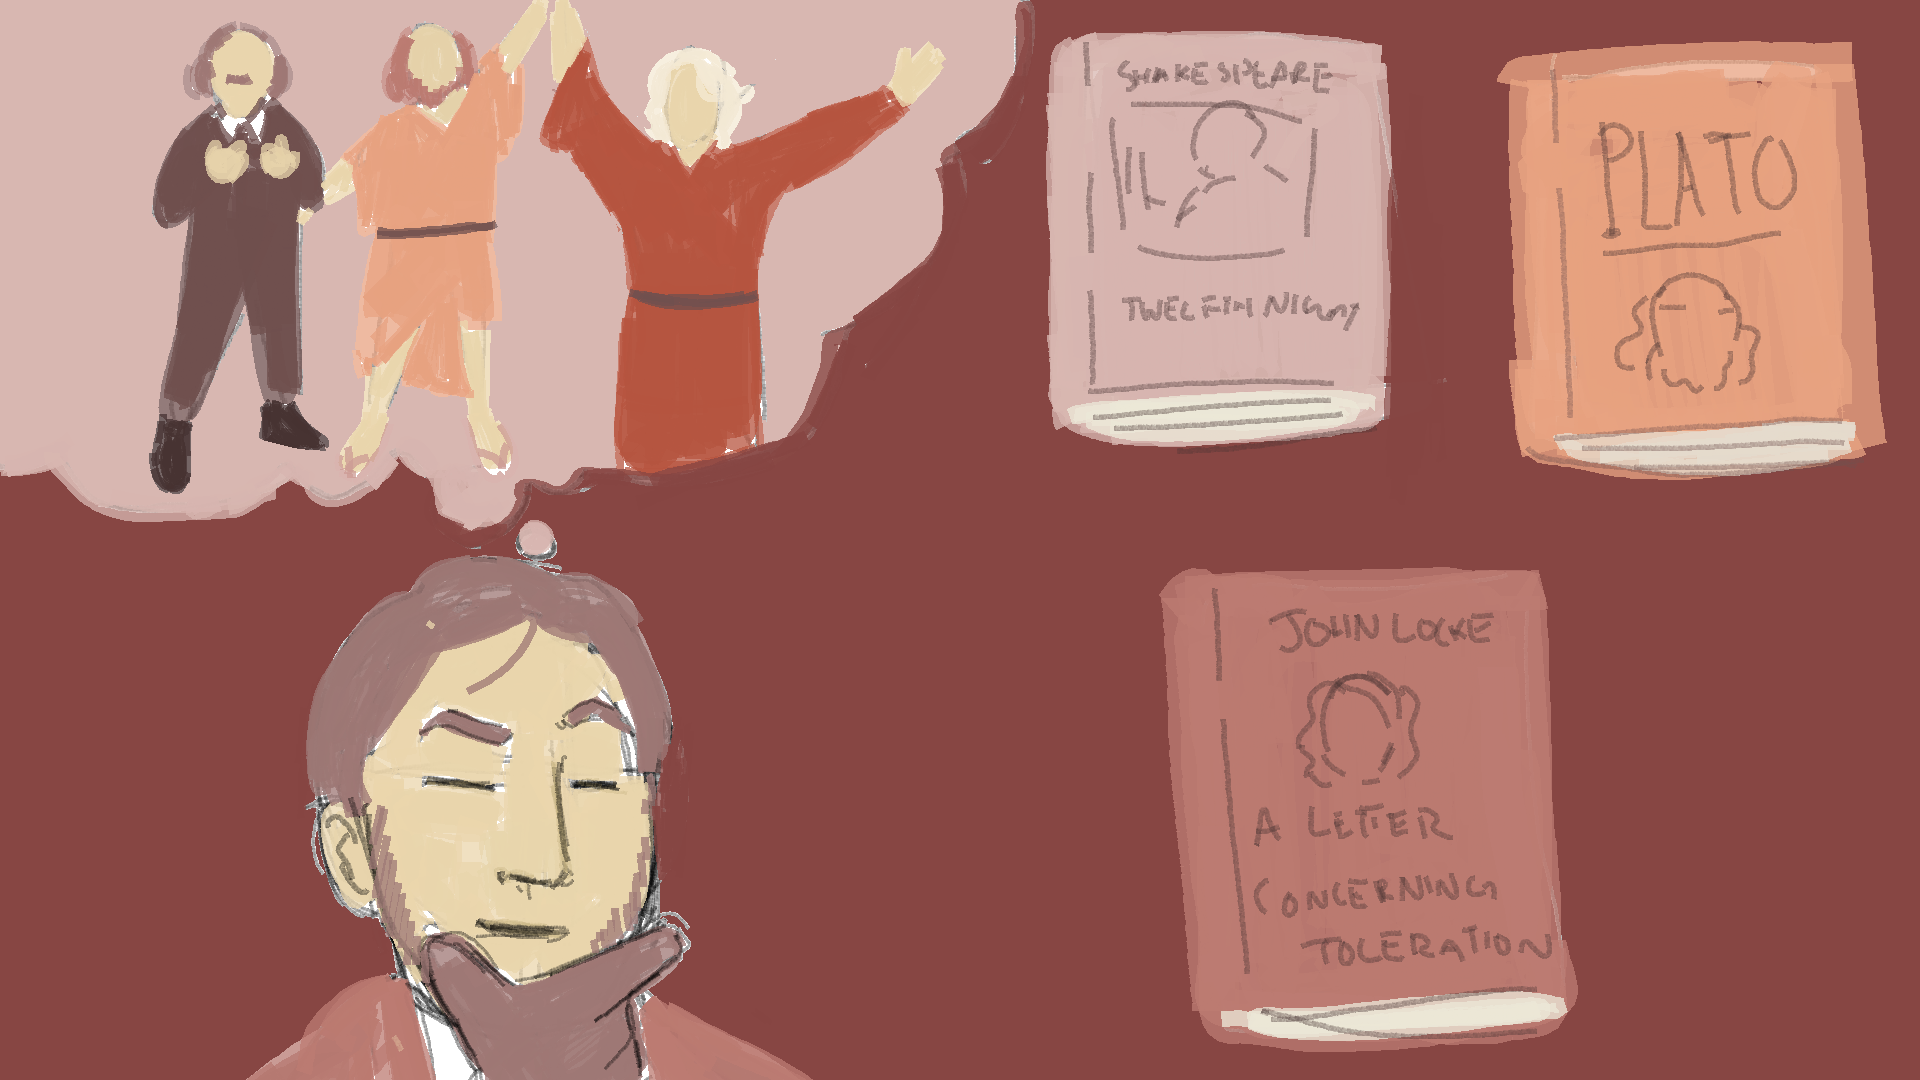 SHAKESPEARE
TWELFTH NIGHT
PLATO
JOHN LOCKE
A LETTER
CONCERNING
TOLERATION